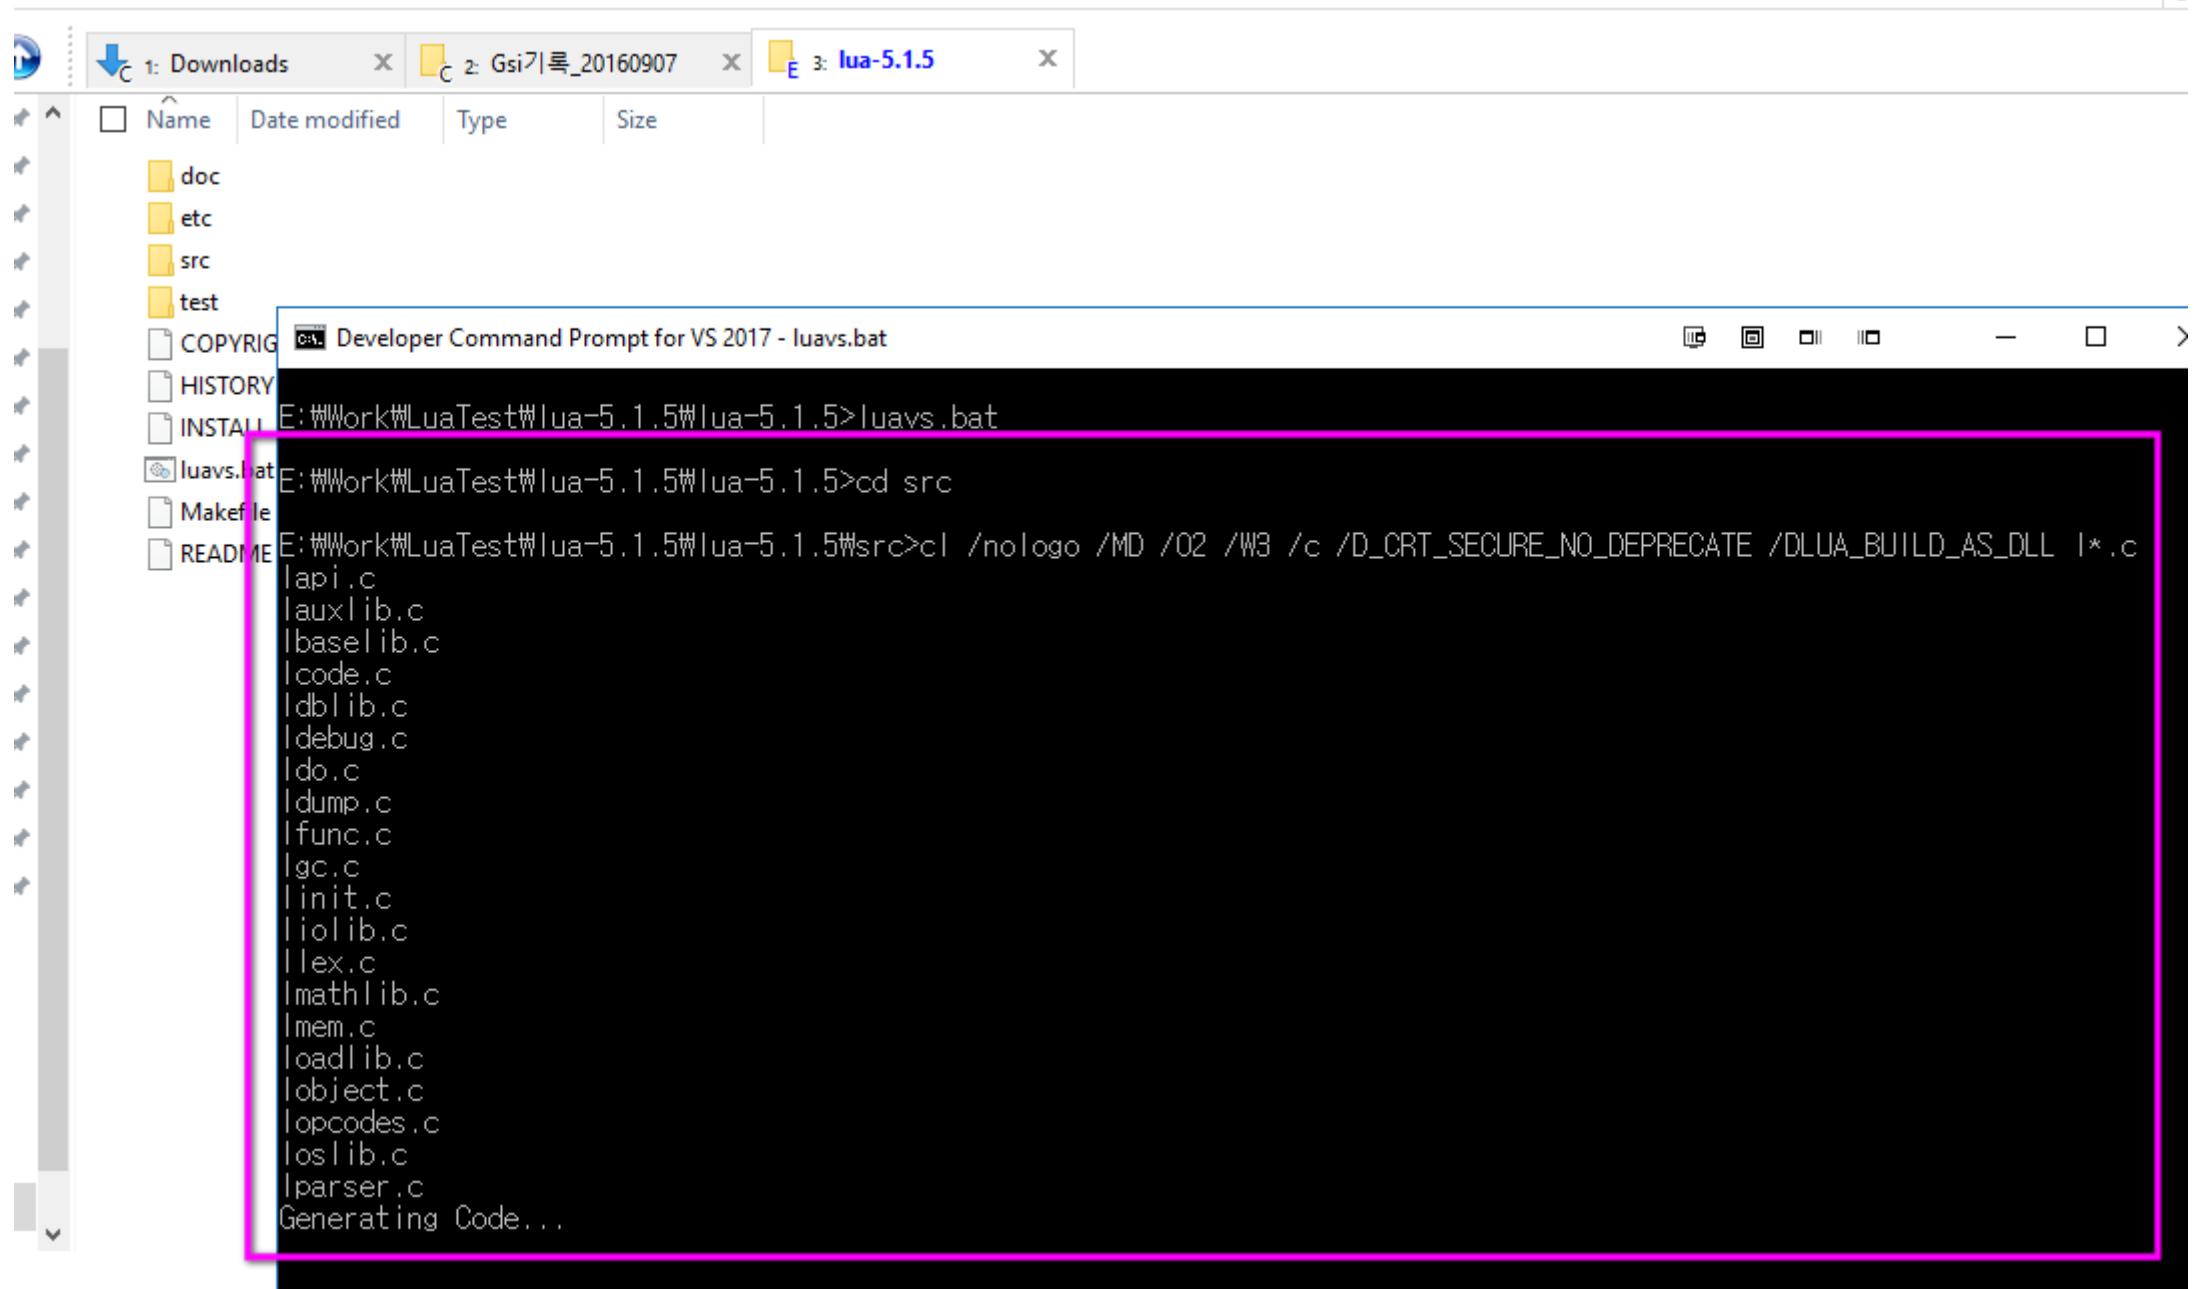 1: Downloads
2: Gsi기록_20160907
3: lua-5.1.5
Name Date modified Type Size
doc
etc
src
test
COPYRIG
HISTORY
INSTALL
luavs.bat
Makefile
README
Developer Command Prompt for VS 2017 - luavs.bat
E:₩Work₩LuaTest₩lua-5.1.5₩lua-5.1.5>luavs.bat
E:₩Work₩LuaTest₩lua-5.1.5₩lua-5.1.5>cd src
E:₩Work₩LuaTest₩lua-5.1.5₩lua-5.1.5₩src>cl /nologo /MD /O2 /W3 /c /D_CRT_SECURE_NO_DEPRECATE /DLUA_BUILD_AS_DLL l*.c
lapi.c
lauxlib.c
lbaselib.c
lcode.c
ldblib.c
ldebug.c
ldo.c
ldump.c
lfunc.c
lgc.c
linit.c
liolib.c
llex.c
lmathlib.c
lmem.c
loadlib.c
lobject.c
lopcodes.c
loslib.c
lparser.c
Generating Code...